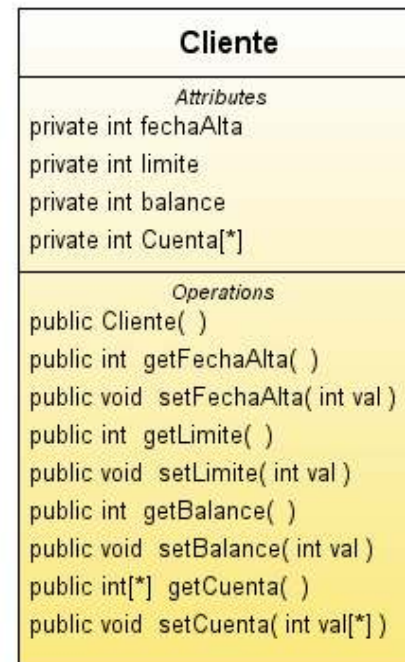 Cliente
Attributes
private int fechaAlta
private int limite
private int balance
private int Cuenta[*]
Operations
public Cliente( )
public int getFechaAlta( )
public void setFechaAlta( int val )
public int getLimite( )
public void setLimite( int val )
public int getBalance( )
public void setBalance( int val )
public int[*] getCuenta( )
public void setCuenta( int val[*] )